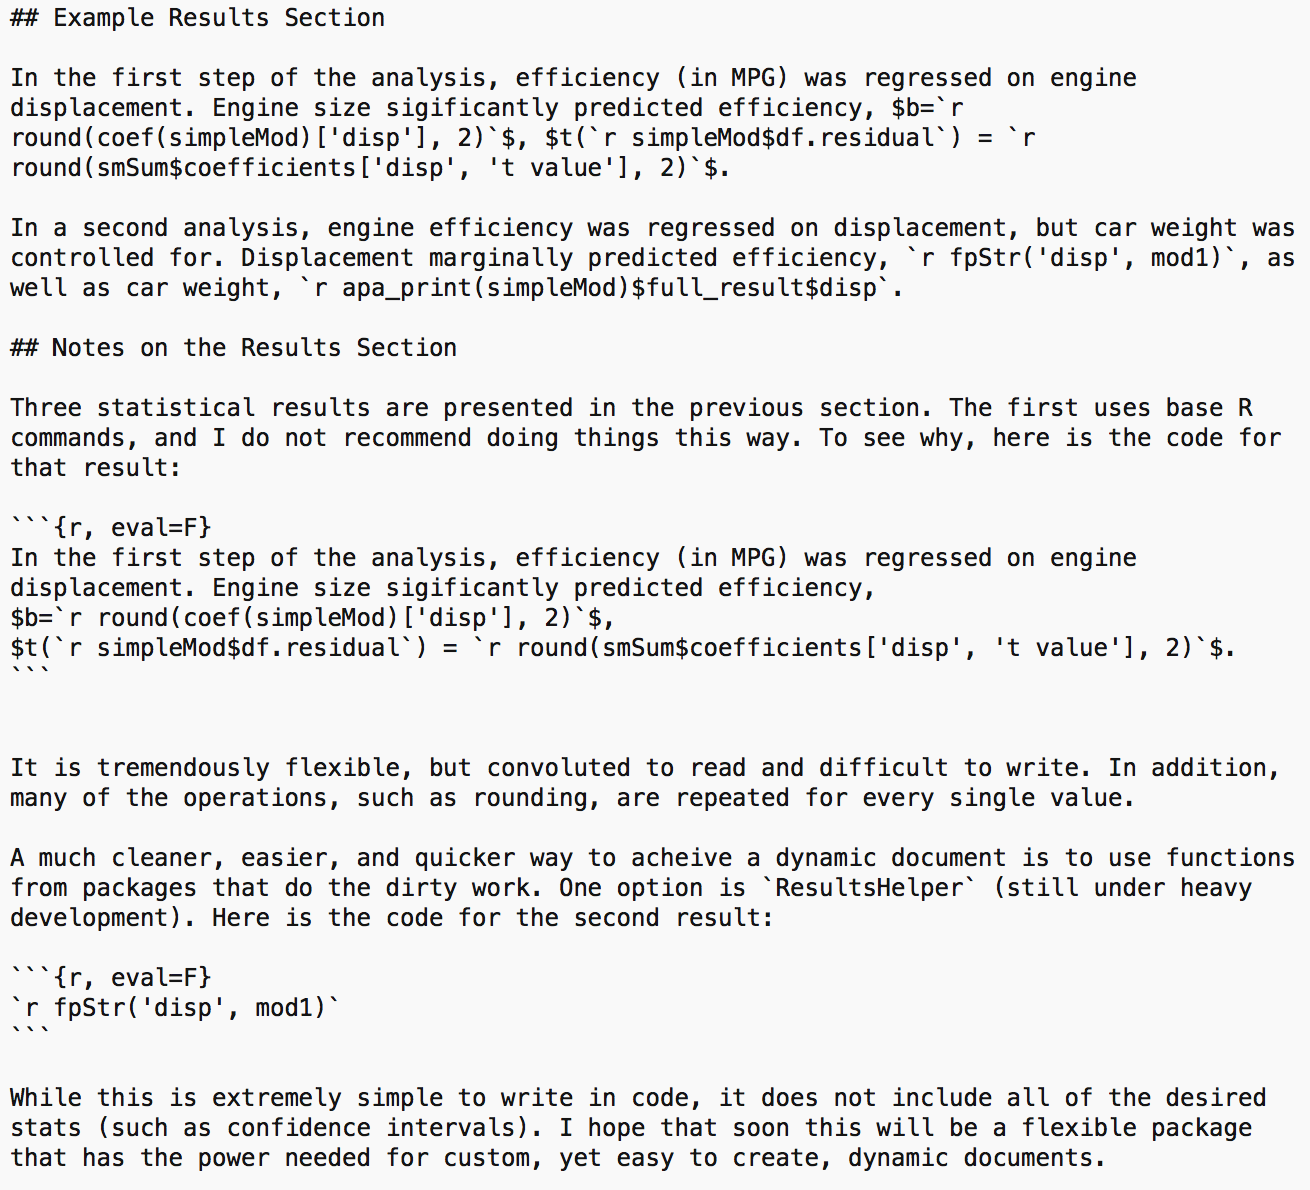 ## Example Results Section
In the first step of the analysis, efficiency (in MPG) was regressed on engine
displacement. Engine size sigificantly predicted efficiency, $b=`r
round(coef(simpleMod)['disp'], 2)`$, $t(`r simpleMod$df.residual`) = `r
round(smSum$coefficients['disp', 't value'], 2)`$.
In a second analysis, engine efficiency was regressed on displacement, but car weight was
controlled for. Displacement marginally predicted efficiency, `r fpStr('disp', mod1)`, as
well as car weight, `r apa_print(simpleMod)$full_result$disp`.
## Notes on the Results Section
Three statistical results are presented in the previous section. The first uses base R
commands, and I do not recommend doing things this way. To see why, here is the code for
that result:
```{r, eval=F}
In the first step of the analysis, efficiency (in MPG) was regressed on engine
displacement. Engine size sigificantly predicted efficiency,
$b=`r round(coef(simpleMod)['disp'], 2)`$,
$t(`r simpleMod$df.residual`) = `r round(smSum$coefficients['disp', 't value'], 2)`$.
```
It is tremendously flexible, but convoluted to read and difficult to write. In addition,
many of the operations, such as rounding, are repeated for every single value.
A much cleaner, easier, and quicker way to acheive a dynamic document is to use functions
from packages that do the dirty work. One option is `ResultsHelper` (still under heavy
development). Here is the code for the second result:
```{r, eval=F}
`r fpStr('disp', mod1)`
```
While this is extremely simple to write in code, it does not include all of the desired
stats (such as confidence intervals). I hope that soon this will be a flexible package
that has the power needed for custom, yet easy to create, dynamic documents.